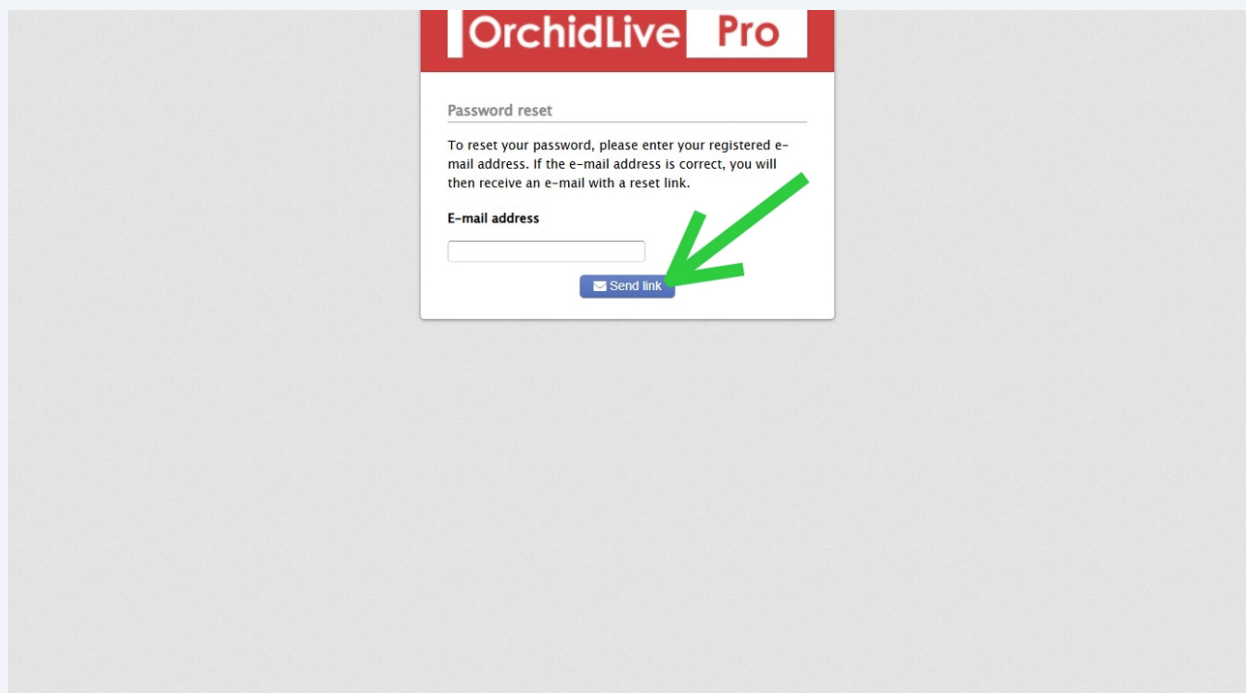 OrchidLive Pro
Password reset
To reset your password, please enter your registered e-
mail address. If the e-mail address is correct, you will
then receive an e-mail with a reset link.
E-mail address
Send link